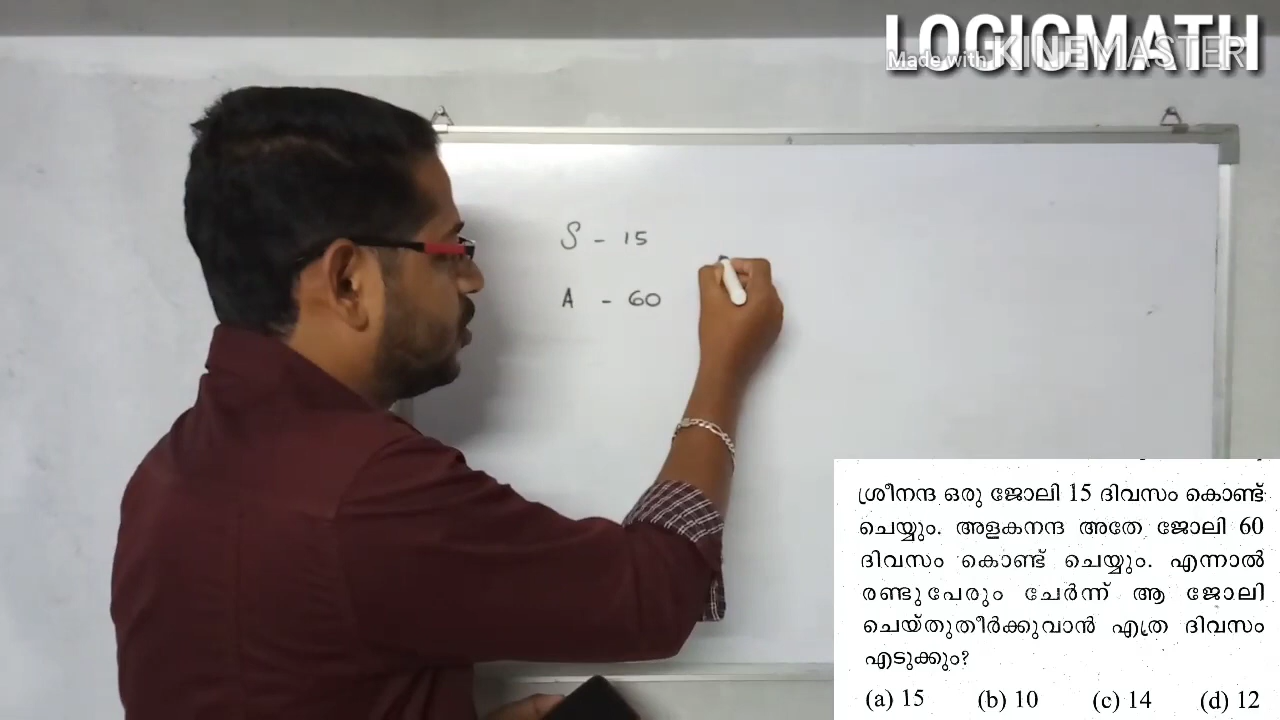 LOGICMATH
Made with KINEMASTER
S - 15
A - 60
ശ്രീനന്ദ ഒരു ജോലി 15 ദിവസം കൊണ്ട്
ചെയ്യും. അളകനന്ദ അതേ ജോലി 60
ദിവസം കൊണ്ട് ചെയ്യും. എന്നാൽ
രണ്ടുപേരും ചേർന്ന് ആ ജോലി
ചെയ്തുതീർക്കുവാൻ എത്ര ദിവസം
എടുക്കും?
(a) 15 (b) 10 (c) 14 (d) 12